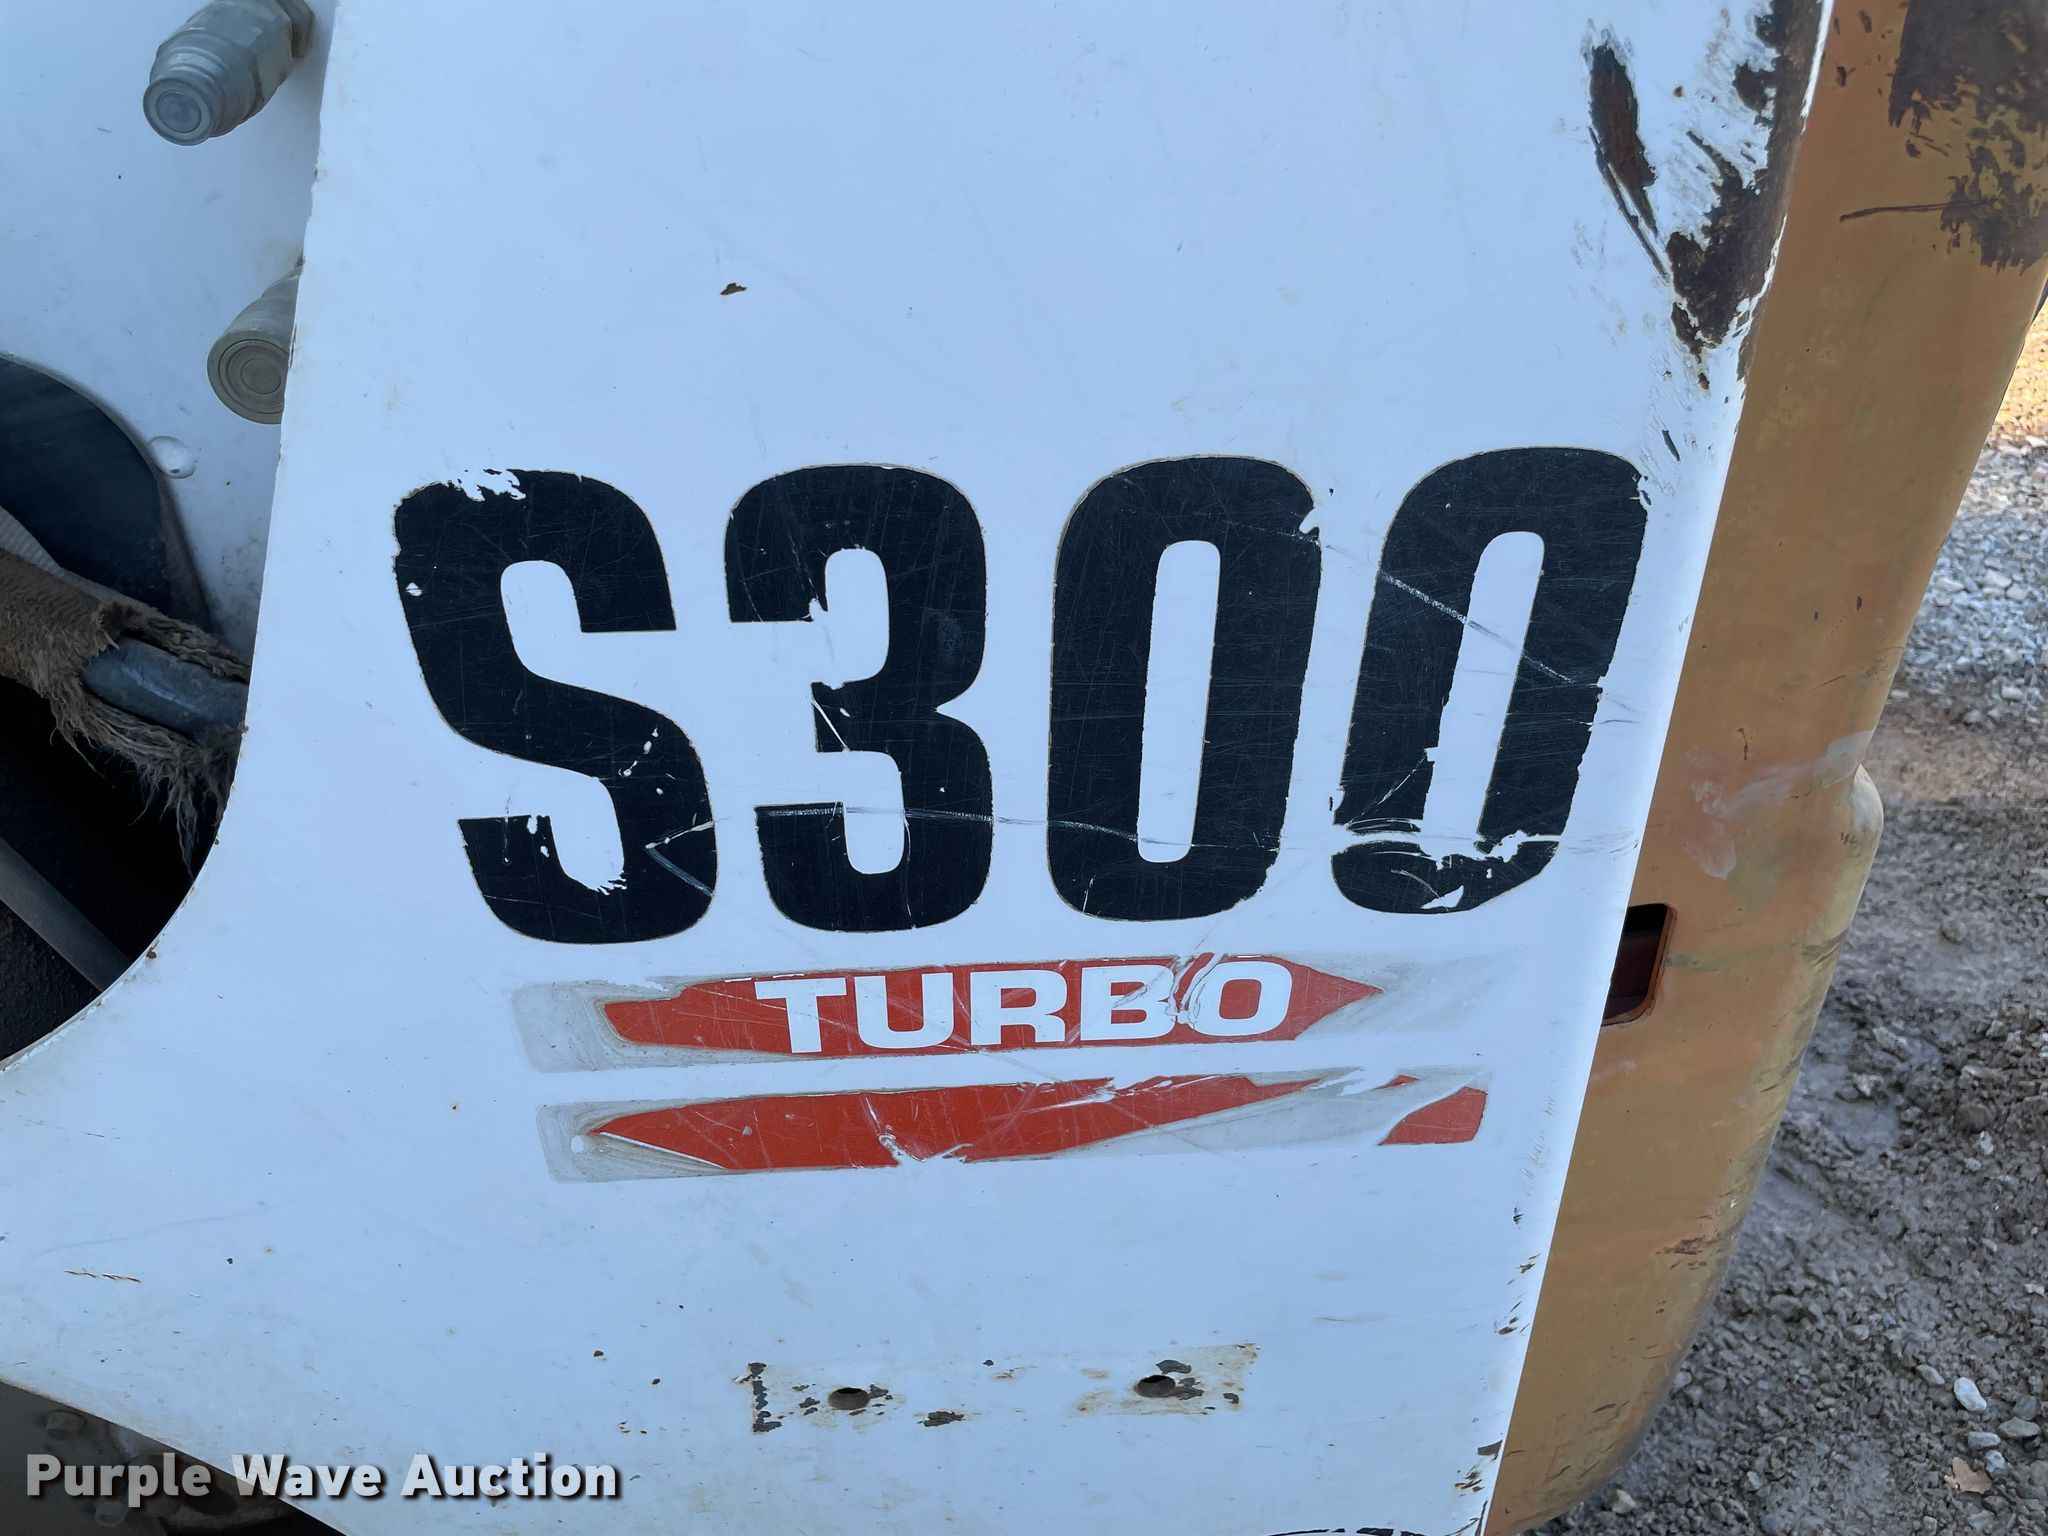 S300
TURBO
Purple Wave Auction